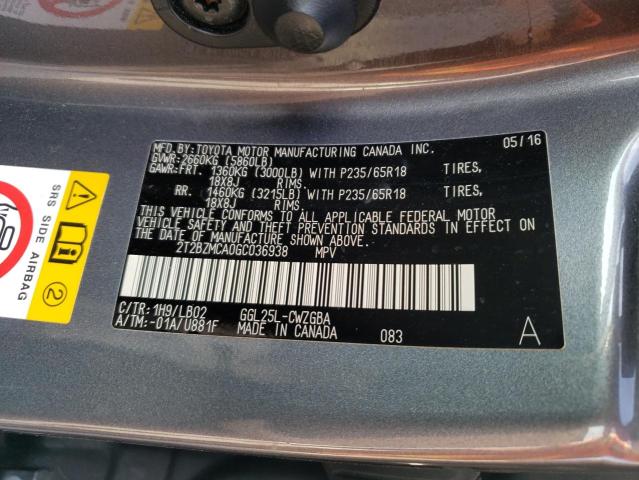 MFD.BY:TOYOTA MOTOR MANUFACTURING CANADA INC. 05/16
GVWR:2660KG (5860LB)
GAWR:FRT. 1360KG (3000LB) WITH P235/65R18 TIRES,
18X8J RIMS.
RR. 1460KG (3215LB) WITH P235/65R18 TIRES,
18X8J RIMS.
THIS VEHICLE CONFORMS TO ALL APPLICABLE FEDERAL MOTOR
VEHICLE SAFETY AND THEFT PREVENTION STANDARDS IN EFFECT ON
THE DATE OF MANUFACTURE SHOWN ABOVE.
2T2BZMCA0GC036938 MPV
C/TR:1H9/LB02 GGL25L-CWZGBA
A/TM:-01A/U881F MADE IN CANADA 083 A
SRS SIDE AIRBAG
2